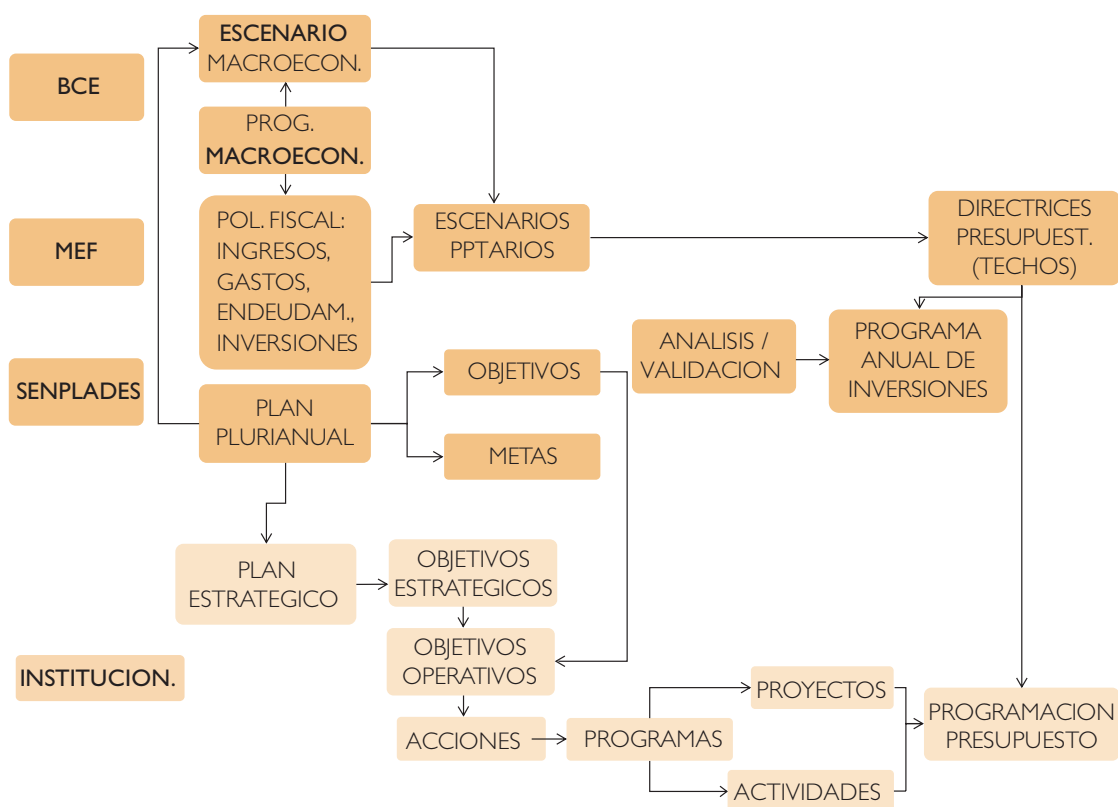 ESCENARIO
MACROECON.
BCE
PROG.
MACROECON.
MEF
POL. FISCAL:
INGRESOS,
GASTOS,
ENDEUDAM.,
INVERSIONES
ESCENARIOS
PPTARIOS
DIRECTRICES
PRESUPUEST.
(TECHOS)
ANALISIS /
VALIDACION
PROGRAMA
ANUAL DE
INVERSIONES
SENPLADES
PLAN
PLURIANUAL
OBJETIVOS
METAS
PLAN
ESTRATEGICO
OBJETIVOS
ESTRATEGICOS
OBJETIVOS
OPERATIVOS
INSTITUCION.
ACCIONES
PROGRAMAS
PROYECTOS
ACTIVIDADES
PROGRAMACION
PRESUPUESTO